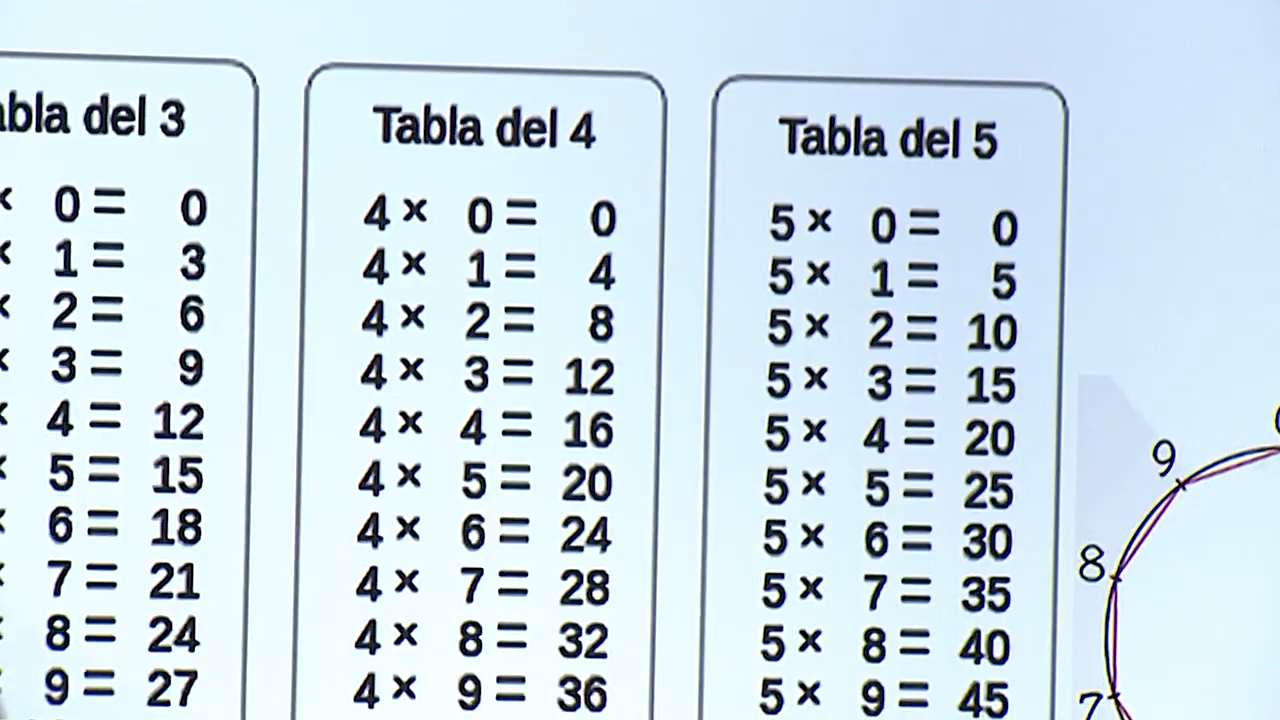 abla del 3
× 0 = 0
× 1 = 3
× 2 = 6
× 3 = 9
× 4 = 12
× 5 = 15
× 6 = 18
× 7 = 21
× 8 = 24
9 = 27
Tabla del 4
4 × 0 = 0
4 × 1 = 4
4 × 2 = 8
4 × 3 = 12
4 × 4 = 16
4 × 5 = 20
4 × 6 = 24
4 × 7 = 28
4 × 8 = 32
4 × 9 = 36
Tabla del 5
5 × 0 = 0
5 × 1 = 5
5 × 2 = 10
5 × 3 = 15
5 × 4 = 20
5 × 5 = 25
5 × 6 = 30
5 × 7 = 35
5 × 8 = 40
5 × 9 = 45
9
8
7